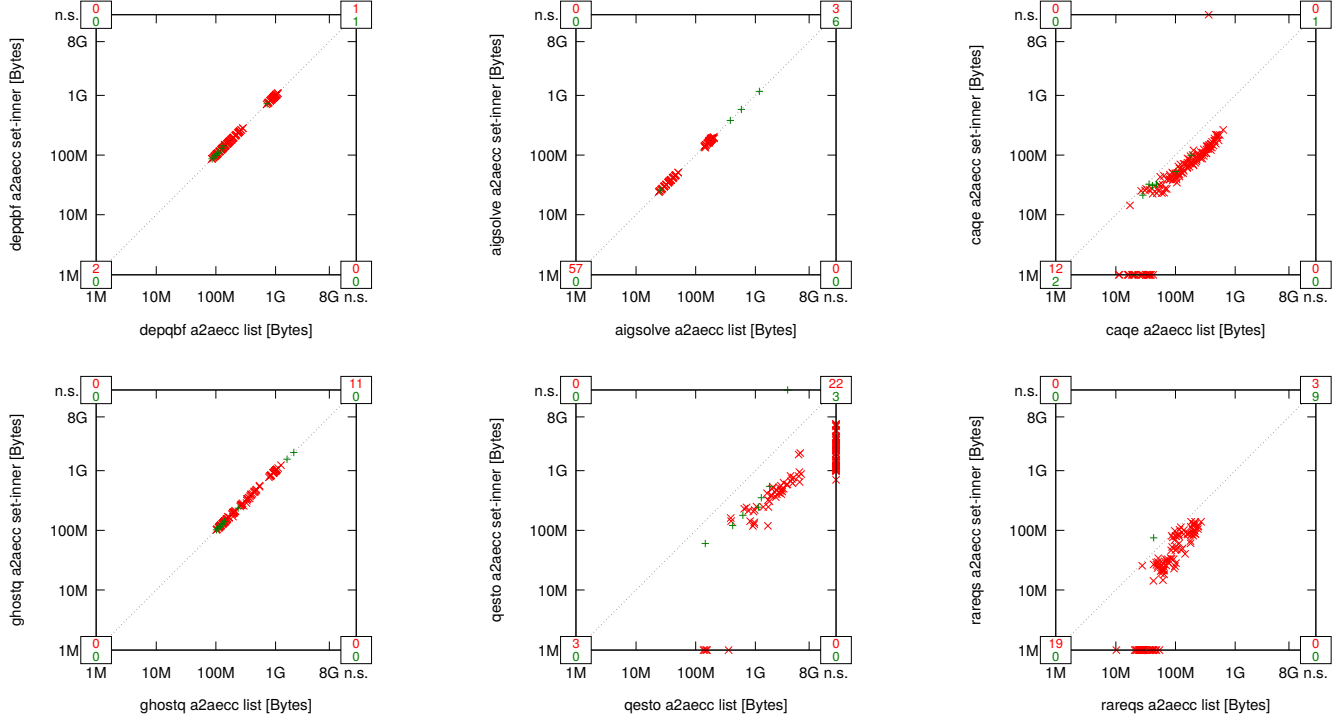 n.s. 0 0 1 1
8G
1G
100M
10M
1M 2 0 0 0
1M 10M 100M 1G 8G n.s.
depqbf a2aecc set-inner [Bytes]
depqbf a2aecc list [Bytes]
n.s. 0 0 3 6
8G
1G
100M
10M
1M 57 0 0 0
1M 10M 100M 1G 8G n.s.
aigsolve a2aecc set-inner [Bytes]
aigsolve a2aecc list [Bytes]
n.s. 0 0 0 1
8G
1G
100M
10M
1M 12 2 0 0
1M 10M 100M 1G 8G n.s.
caqe a2aecc set-inner [Bytes]
caqe a2aecc list [Bytes]
n.s. 0 0 11 0
8G
1G
100M
10M
1M 0 0 0 0
1M 10M 100M 1G 8G n.s.
ghostq a2aecc set-inner [Bytes]
ghostq a2aecc list [Bytes]
n.s. 0 0 22 3
8G
1G
100M
10M
1M 3 0 0 0
1M 10M 100M 1G 8G n.s.
qesto a2aecc set-inner [Bytes]
qesto a2aecc list [Bytes]
n.s. 0 0 3 9
8G
1G
100M
10M
1M 19 0 0 0
1M 10M 100M 1G 8G n.s.
rareqs a2aecc set-inner [Bytes]
rareqs a2aecc list [Bytes]